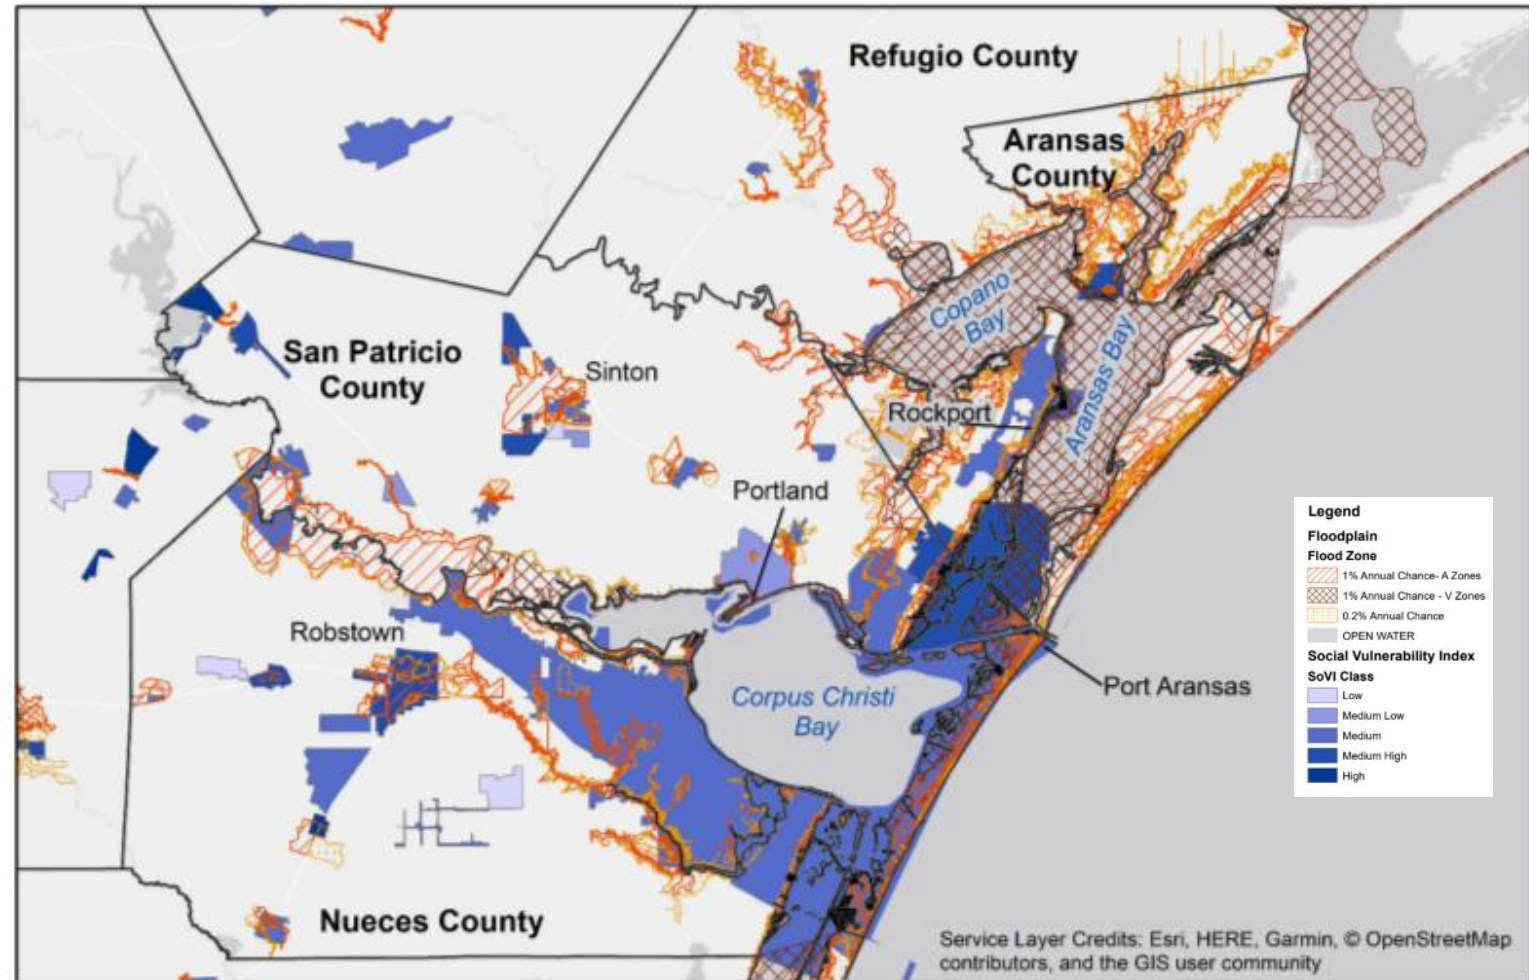 Refugio County
Aransas
County
Copano
Bay
San Patricio
County
Sinton
Aransas Bay
Rockport
Portland
Robstown
Port Aransas
Corpus Christi
Bay
Nueces County
Legend
Floodplain
Flood Zone
1% Annual Chance- A Zones
1% Annual Chance - V Zones
0.2% Annual Chance
OPEN WATER
Social Vulnerability Index
SoVI Class
Low
Medium Low
Medium
Medium High
High
Service Layer Credits: Esri, HERE, Garmin, © OpenStreetMap
contributors, and the GIS user community